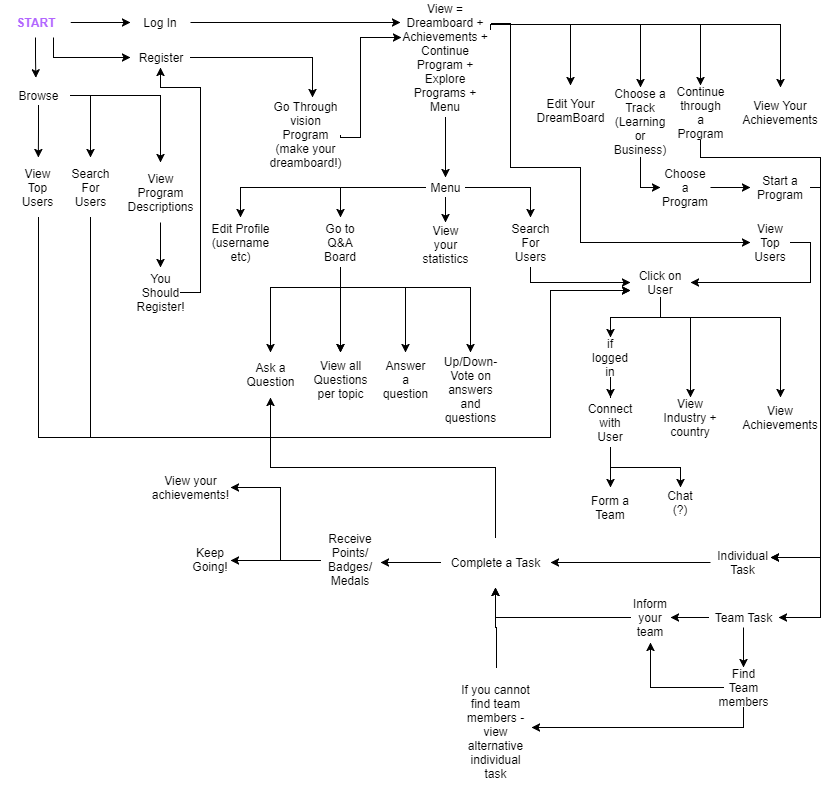 START
Log In
View =
Dreamboard +
Achievements +
Continue
Program +
Explore
Programs +
Menu
Register
Browse
Go Through
vision
Program
(make your
dreamboard!)
Edit Your
DreamBoard
Choose a
Track
(Learning
or
Business)
Continue
through
a
Program
View Your
Achievements
View
Top
Users
Search
For
Users
View
Program
Descriptions
Menu
Choose
a
Program
Start a
Program
Edit Profile
(username
etc)
Go to
Q&A
Board
View
your
statistics
Search
For
Users
View
Top
Users
You
Should
Register!
Click on
User
Ask a
Question
View all
Questions
per topic
Answer
a
question
Up/Down-
Vote on
answers
and
questions
if
logged
in
Connect
with
User
View
Industry +
country
View
Achievements
View your
achievements!
Form a
Team
Chat
(?)
Keep
Going!
Receive
Points/
Badges/
Medals
Complete a Task
Individual
Task
Inform
your
team
Team Task
Find
Team
members
If you cannot
find team
members -
view
alternative
individual
task